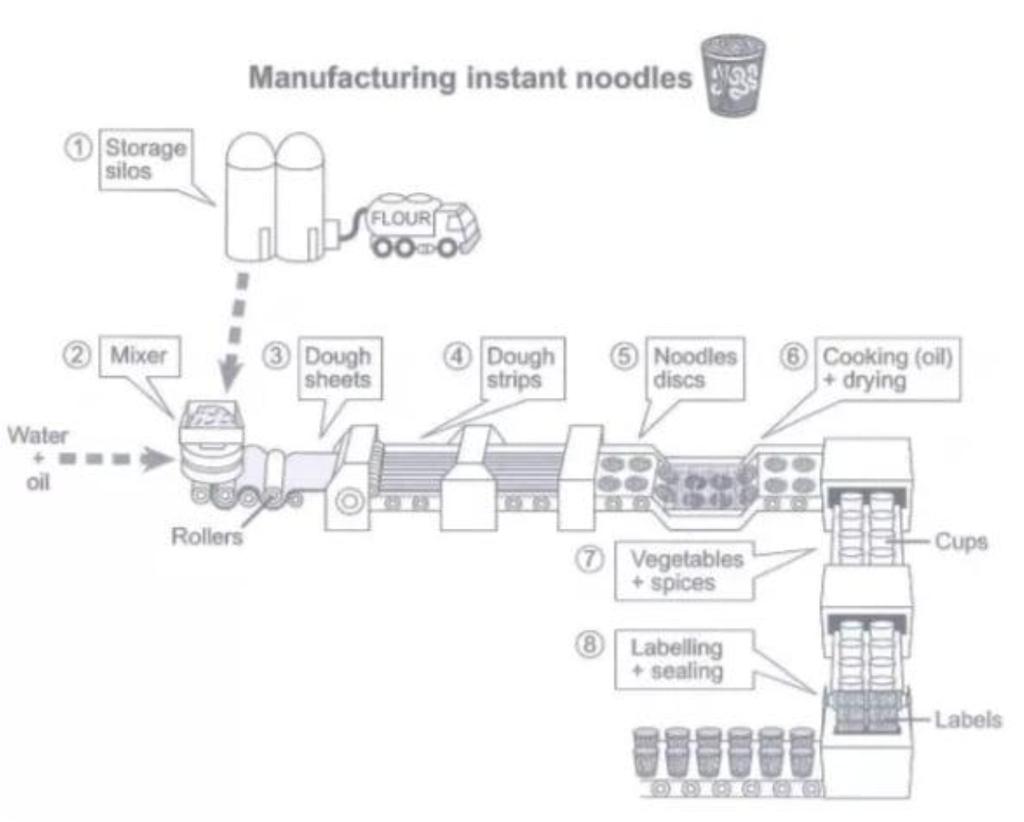 Manufacturing instant noodles
① Storage
silos
FLOUR
② Mixer
③ Dough
sheets
④ Dough
strips
⑤ Noodles
discs
⑥ Cooking (oil)
+ drying
Water
+
oil
Rollers
⑦ Vegetables
+ spices
Cups
⑧ Labelling
+ sealing
Labels